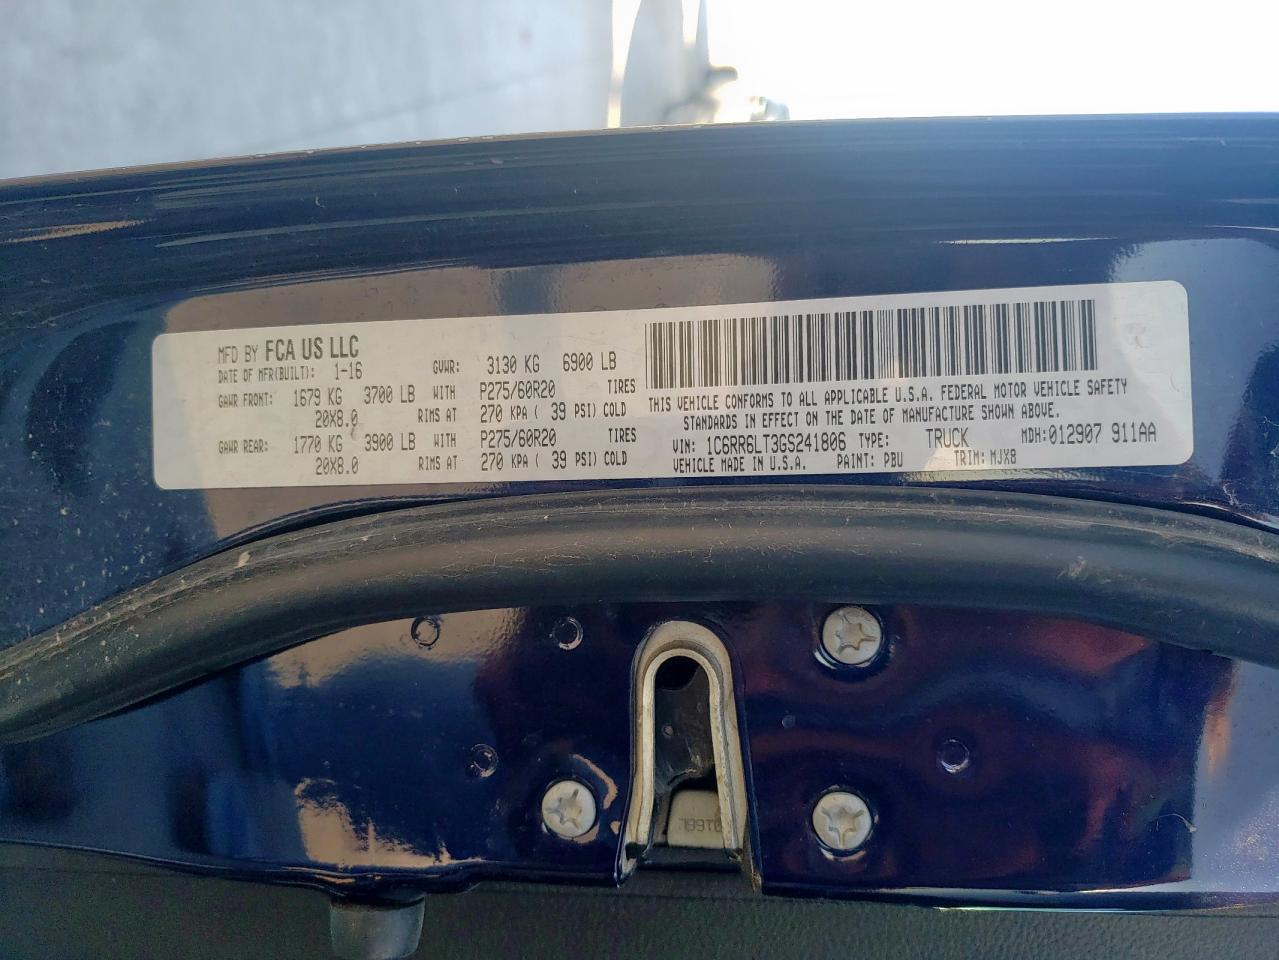 MFD BY FCA US LLC
DATE OF MFR(BUILT): 1-16 GVWR: 3130 KG 6900 LB
GAWR FRONT: 1679 KG 3700 LB WITH P275/60R20 TIRES
20X8.0 RIMS AT 270 KPA ( 39 PSI) COLD
GAWR REAR: 1770 KG 3900 LB WITH P275/60R20 TIRES
20X8.0 RIMS AT 270 KPA ( 39 PSI) COLD
THIS VEHICLE CONFORMS TO ALL APPLICABLE U.S.A. FEDERAL MOTOR VEHICLE SAFETY
STANDARDS IN EFFECT ON THE DATE OF MANUFACTURE SHOWN ABOVE.
VIN: 1C6RR6LT3GS241806 TYPE: TRUCK MDH:012907 911AA
VEHICLE MADE IN U.S.A. PAINT: PBU TRIM: MJX8